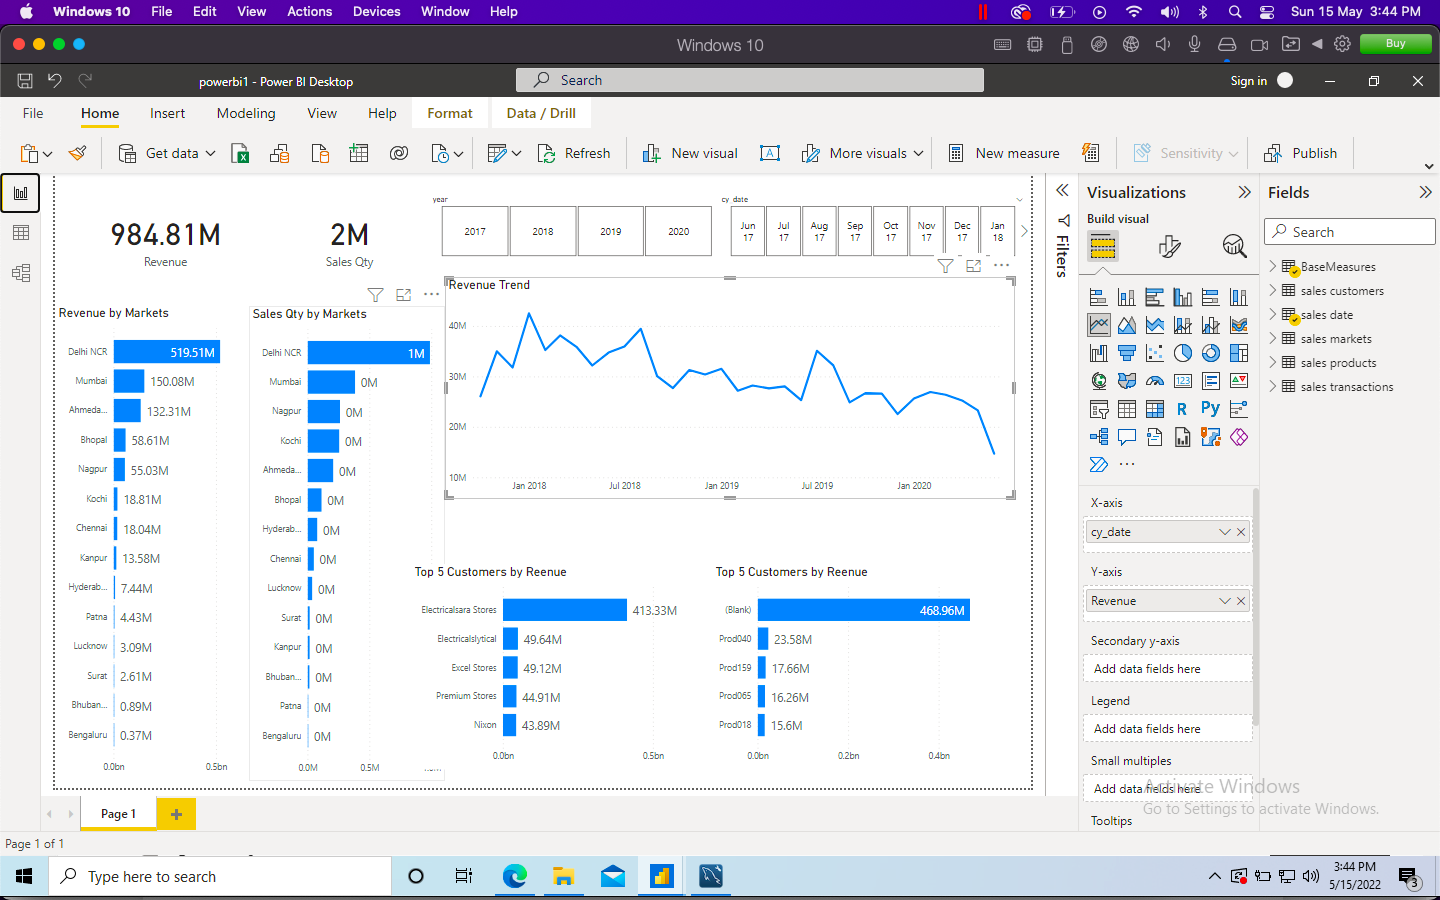 Windows 10 File Edit View Actions Devices Window Help Sun 15 May 3:44 PM
Windows 10 Buy
powerbi1 - Power BI Desktop Search Sign in
File Home Insert Modeling View Help Format Data / Drill
Get data Refresh New visual More visuals New measure Sensitivity Publish
984.81M
Revenue
2M
Sales Qty
year
2017 2018 2019 2020
cy_date
Jun 17
Jul 17
Aug 17
Sep 17
Oct 17
Nov 17
Dec 17
Jan 18
Revenue by Markets
Delhi NCR 519.51M
Mumbai 150.08M
Ahmeda... 132.31M
Bhopal 58.61M
Nagpur 55.03M
Kochi 18.81M
Chennai 18.04M
Kanpur 13.58M
Hyderab... 7.44M
Patna 4.43M
Lucknow 3.09M
Surat 2.61M
Bhuban... 0.89M
Bengaluru 0.37M
0.0bn 0.5bn
Sales Qty by Markets
Delhi NCR 1M
Mumbai 0M
Nagpur 0M
Kochi 0M
Ahmeda... 0M
Bhopal 0M
Hyderab... 0M
Chennai 0M
Lucknow 0M
Surat 0M
Kanpur 0M
Bhuban... 0M
Patna 0M
Bengaluru 0M
0.0M 0.5M
Revenue Trend
40M
30M
20M
10M
Jan 2018 Jul 2018 Jan 2019 Jul 2019 Jan 2020
Top 5 Customers by Reenue
Electricalsara Stores 413.33M
Electricalslytical 49.64M
Excel Stores 49.12M
Premium Stores 44.91M
Nixon 43.89M
0.0bn 0.5bn
Top 5 Customers by Reenue
(Blank) 468.96M
Prod040 23.58M
Prod159 17.66M
Prod065 16.26M
Prod018 15.6M
0.0bn 0.2bn 0.4bn
Filters
Visualizations
Build visual
123
R Py
X-axis
cy_date
Y-axis
Revenue
Secondary y-axis
Add data fields here
Legend
Add data fields here
Small multiples
Add data fields here
Tooltips
Fields
Search
BaseMeasures
sales customers
sales date
sales markets
sales products
sales transactions
Activate Windows
Go to Settings to activate Windows.
Page 1
Page 1 of 1
Type here to search
3:44 PM
5/15/2022
3